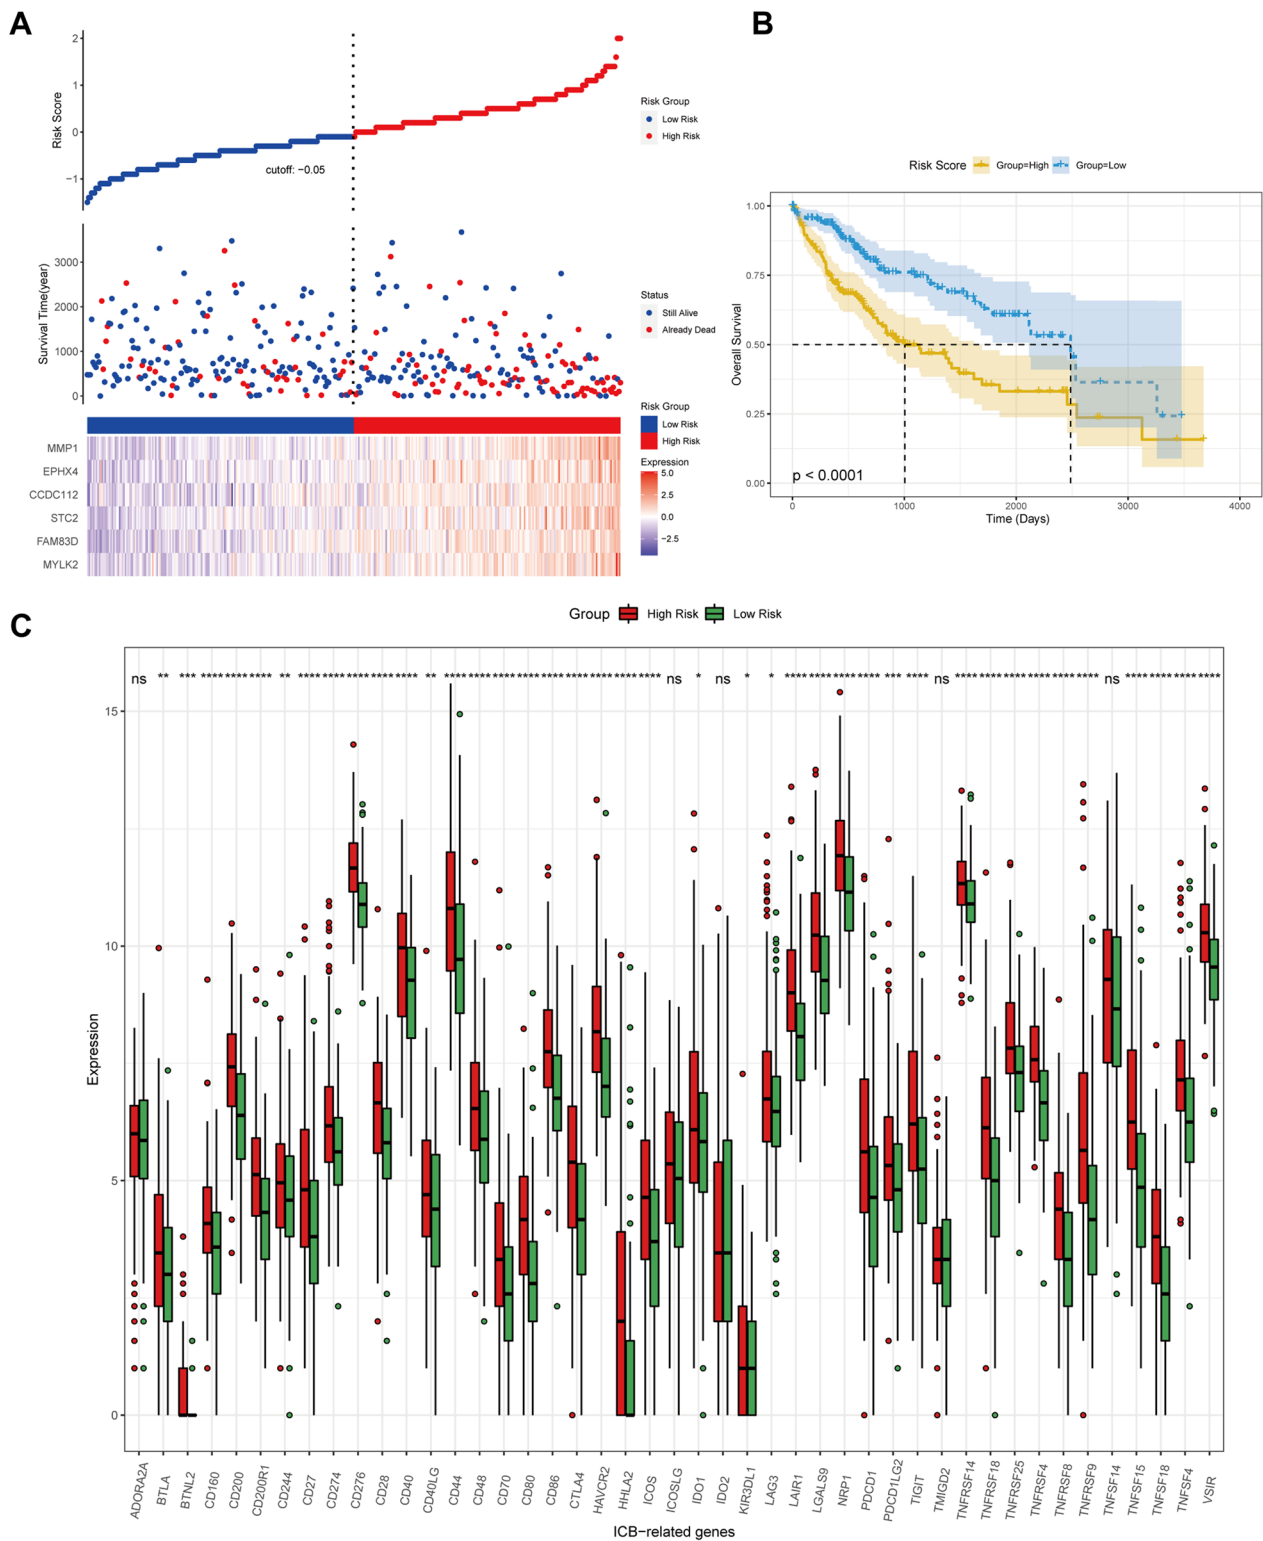 A
2
1
0
−1
Risk Score
cutoff: −0.05
Risk Group
Low Risk
High Risk
3000
2000
1000
0
Survival Time(year)
Status
Still Alive
Already Dead
Risk Group
Low Risk
High Risk
MMP1
EPHX4
CCDC112
STC2
FAM83D
MYLK2
Expression
5.0
2.5
0.0
−2.5
B
Risk Score Group=High Group=Low
1.00
0.75
0.50
0.25
0.00
Overall Survival
p < 0.0001
0 1000 2000 3000 4000
Time (Days)
C
Group High Risk Low Risk
ns ** *** **** **** **** ** **** **** **** **** **** ** **** **** **** **** **** **** **** **** **** ns * ns * * **** **** **** **** *** **** ns **** **** **** **** **** **** ns **** **** **** ****
15
10
5
0
Expression
ADORA2A BTLA BTNL2 CD160 CD200 CD200R1 CD244 CD27 CD274 CD276 CD28 CD40 CD40LG CD44 CD48 CD70 CD80 CD86 CTLA4 HAVCR2 HHLA2 ICOS ICOSLG IDO1 IDO2 KIR3DL1 LAG3 LAIR1 LGALS9 NRP1 PDCD1 PDCD1LG2 TIGIT TMIGD2 TNFRSF14 TNFRSF18 TNFRSF25 TNFRSF4 TNFRSF8 TNFRSF9 TNFSF14 TNFSF15 TNFSF18 TNFSF4 VSIR
ICB−related genes